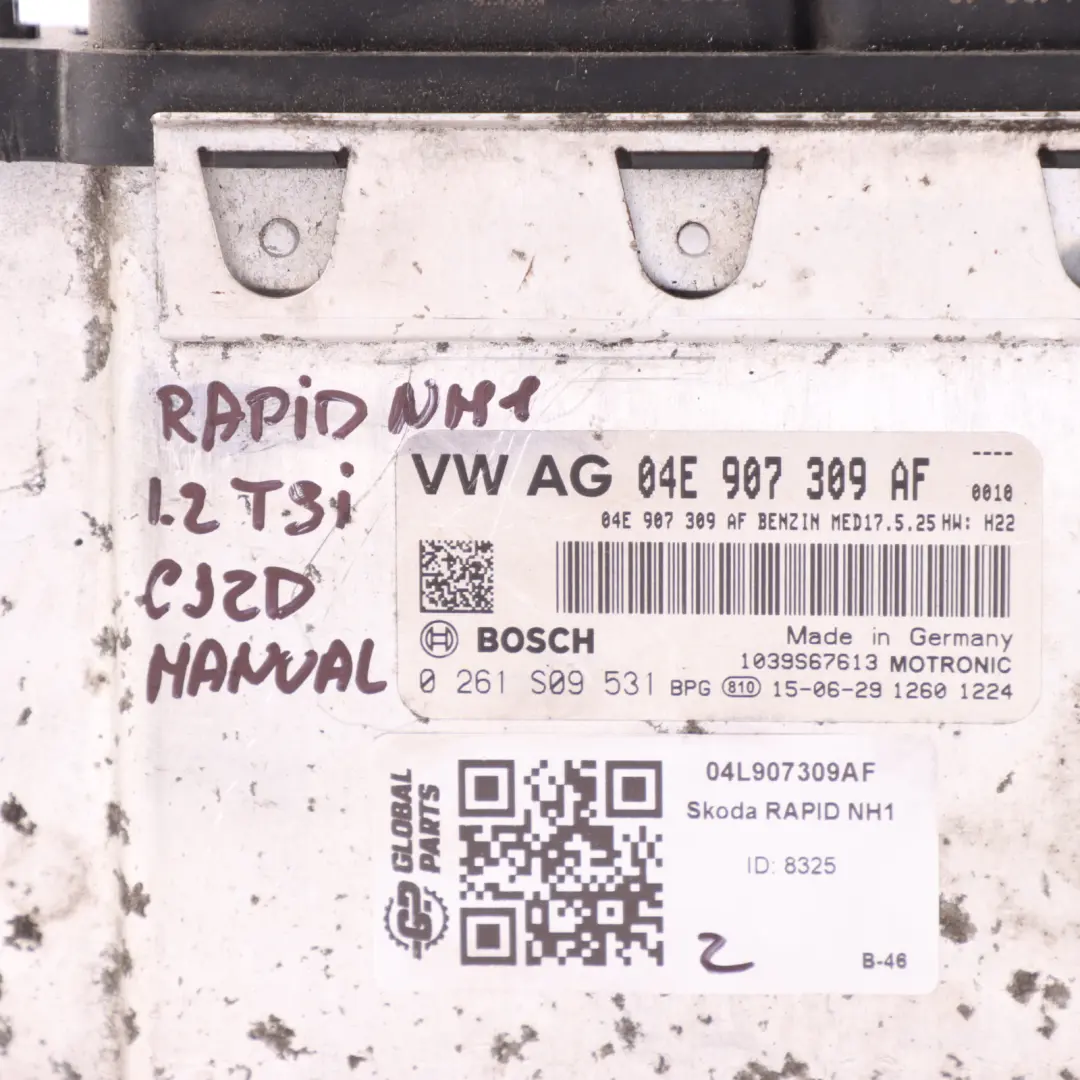 RAPiD NH1
1.2 TSi
CJZD
MANUAL
VW AG 04E 907 309 AF ----
0010
04E 907 309 AF BENZIN MED17.5.25 HW: H22
BOSCH
Made in Germany
1039S67613 MOTRONIC
0 261 S09 531 BPG 810 15-06-29 1260 1224
GLOBAL
PARTS
GP
04L907309AF
Skoda RAPID NH1
ID: 8325
2
B-46